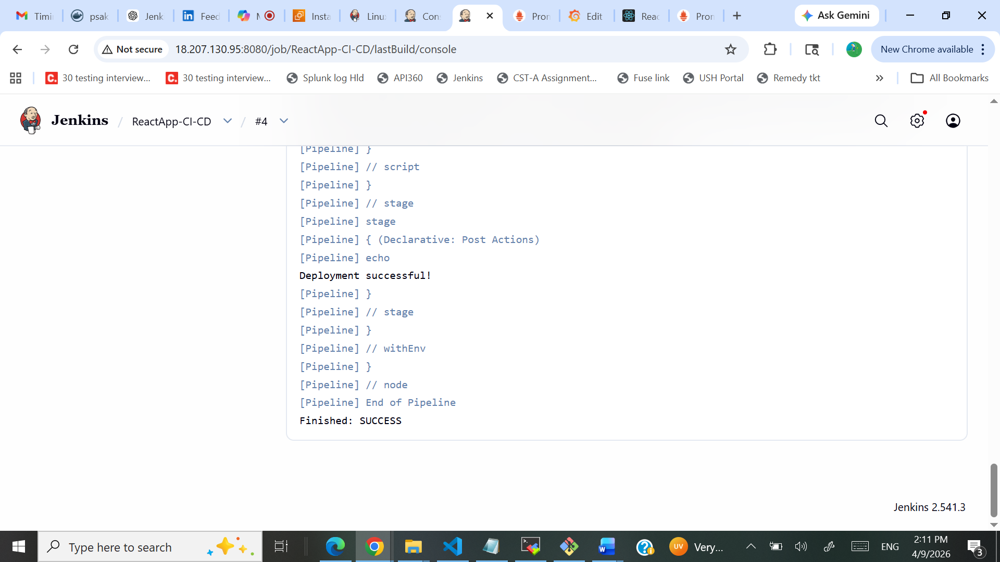 Timi
psak
Jenk
Feed
Insta
Linu
Con
Pron
Edit
Reac
Pron
Ask Gemini
Not secure
18.207.130.95:8080/job/ReactApp-CI-CD/lastBuild/console
New Chrome available
30 testing interview...
30 testing interview...
Splunk log Hld
API360
Jenkins
CST-A Assignment...
Fuse link
USH Portal
Remedy tkt
»
All Bookmarks
Jenkins / ReactApp-CI-CD / #4
[Pipeline] }
[Pipeline] // script
[Pipeline] }
[Pipeline] // stage
[Pipeline] stage
[Pipeline] { (Declarative: Post Actions)
[Pipeline] echo
Deployment successful!
[Pipeline] }
[Pipeline] // stage
[Pipeline] }
[Pipeline] // withEnv
[Pipeline] }
[Pipeline] // node
[Pipeline] End of Pipeline
Finished: SUCCESS
Jenkins 2.541.3
Type here to search
UV
Very...
ENG
2:11 PM
4/9/2026
3